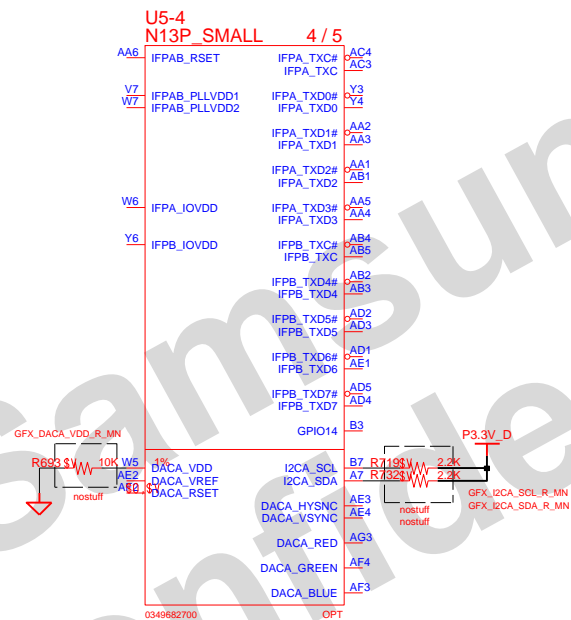 U5-4
N13P_SMALL 4 / 5
AA6 IFPAB_RSET IFPA_TXC# AC4
IFPA_TXC AC3
V7 IFPAB_PLLVDD1 IFPA_TXD0# Y3
W7 IFPAB_PLLVDD2 IFPA_TXD0 Y4
IFPA_TXD1# AA2
IFPA_TXD1 AA3
IFPA_TXD2# AA1
IFPA_TXD2 AB1
W6 IFPA_IOVDD IFPA_TXD3# AA5
IFPA_TXD3 AA4
Y6 IFPB_IOVDD IFPB_TXC# AB4
IFPB_TXC AB5
IFPB_TXD4# AB2
IFPB_TXD4 AB3
IFPB_TXD5# AD2
IFPB_TXD5 AD3
IFPB_TXD6# AD1
IFPB_TXD6 AE1
IFPB_TXD7# AD5
IFPB_TXD7 AD4
GPIO14 B3
GFX_DACA_VDD_R_MN
P3.3V_D
R693 10K W5 1% DACA_VDD I2CA_SCL B7 R719 2.2K
AE2 DACA_VREF I2CA_SDA A7 R732 2.2K
DACA_RSET
nostuff
GFX_I2CA_SCL_R_MN
GFX_I2CA_SDA_R_MN
nostuff
nostuff
DACA_HYSNC AE3
DACA_VSYNC AE4
DACA_RED AG3
DACA_GREEN AF4
DACA_BLUE AF3
0349682700 OPT